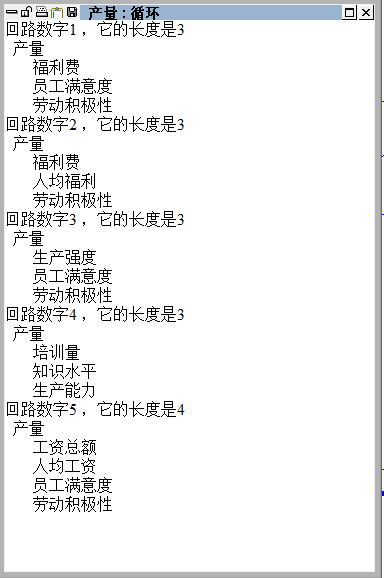 产量 : 循环
回路数字1 , 它的长度是3
产量
福利费
员工满意度
劳动积极性
回路数字2 , 它的长度是3
产量
福利费
人均福利
劳动积极性
回路数字3 , 它的长度是3
产量
生产强度
员工满意度
劳动积极性
回路数字4 , 它的长度是3
产量
培训量
知识水平
生产能力
回路数字5 , 它的长度是4
产量
工资总额
人均工资
员工满意度
劳动积极性